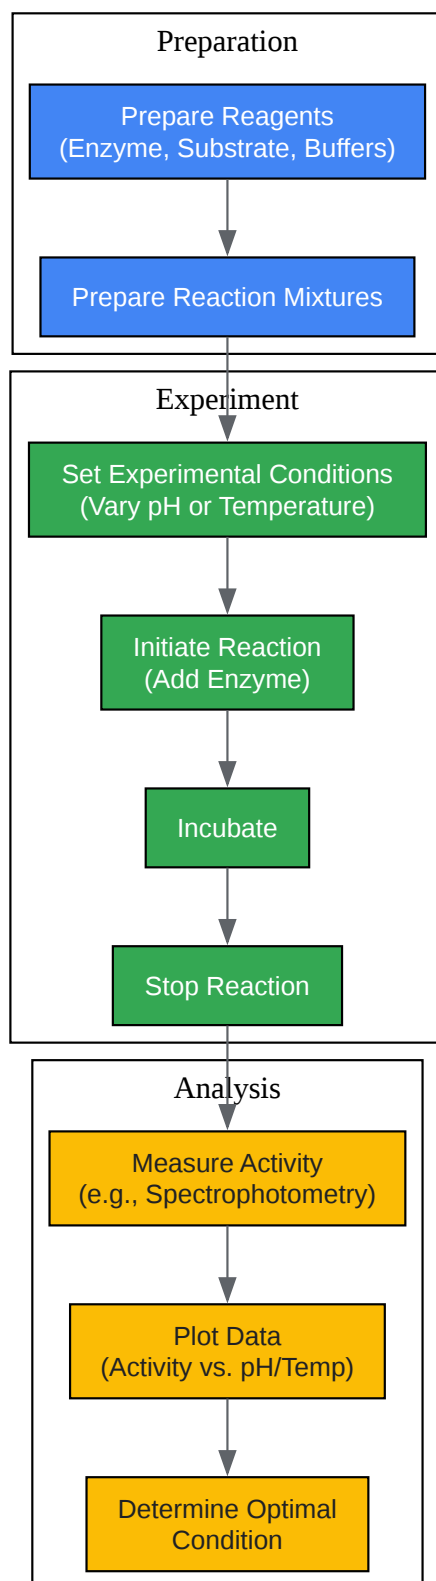 Preparation
Prepare Reagents
(Enzyme, Substrate, Buffers)
Prepare Reaction Mixtures
Experiment
Set Experimental Conditions
(Vary pH or Temperature)
Initiate Reaction
(Add Enzyme)
Incubate
Stop Reaction
Analysis
Measure Activity
(e.g., Spectrophotometry)
Plot Data
(Activity vs. pH/Temp)
Determine Optimal
Condition